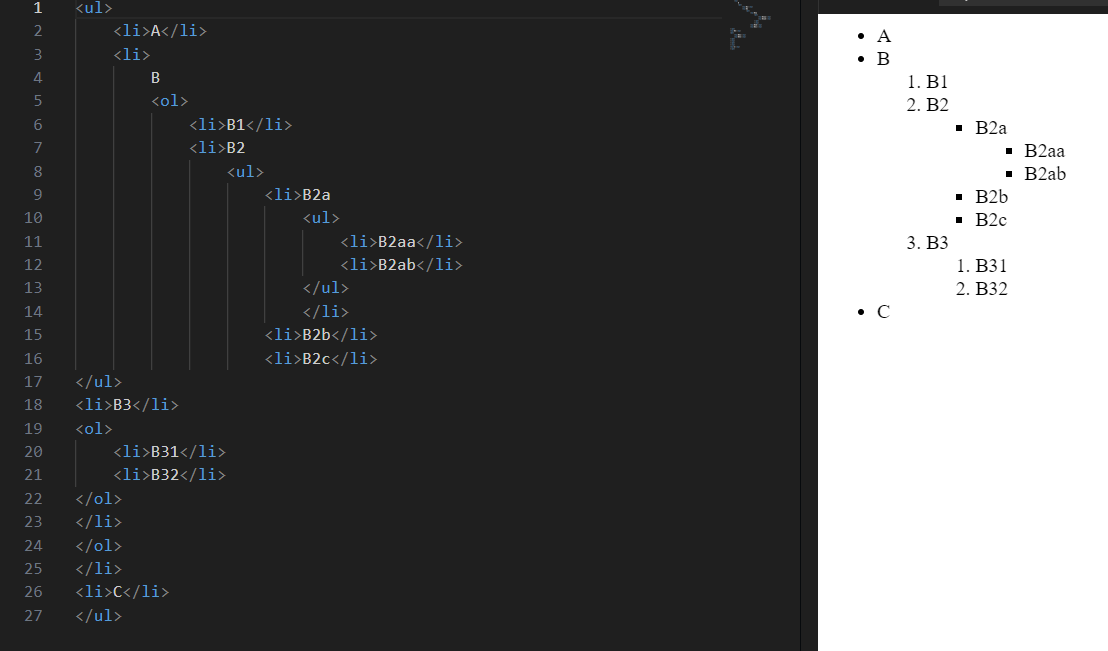 1 <ul>
2 <li>A</li>
3 <li>
4 B
5 <ol>
6 <li>B1</li>
7 <li>B2
8 <ul>
9 <li>B2a
10 <ul>
11 <li>B2aa</li>
12 <li>B2ab</li>
13 </ul>
14 </li>
15 <li>B2b</li>
16 <li>B2c</li>
17 </ul>
18 <li>B3</li>
19 <ol>
20 <li>B31</li>
21 <li>B32</li>
22 </ol>
23 </li>
24 </ol>
25 </li>
26 <li>C</li>
27 </ul>
• A
• B
1. B1
2. B2
▪ B2a
▪ B2aa
▪ B2ab
▪ B2b
▪ B2c
3. B3
1. B31
2. B32
• C